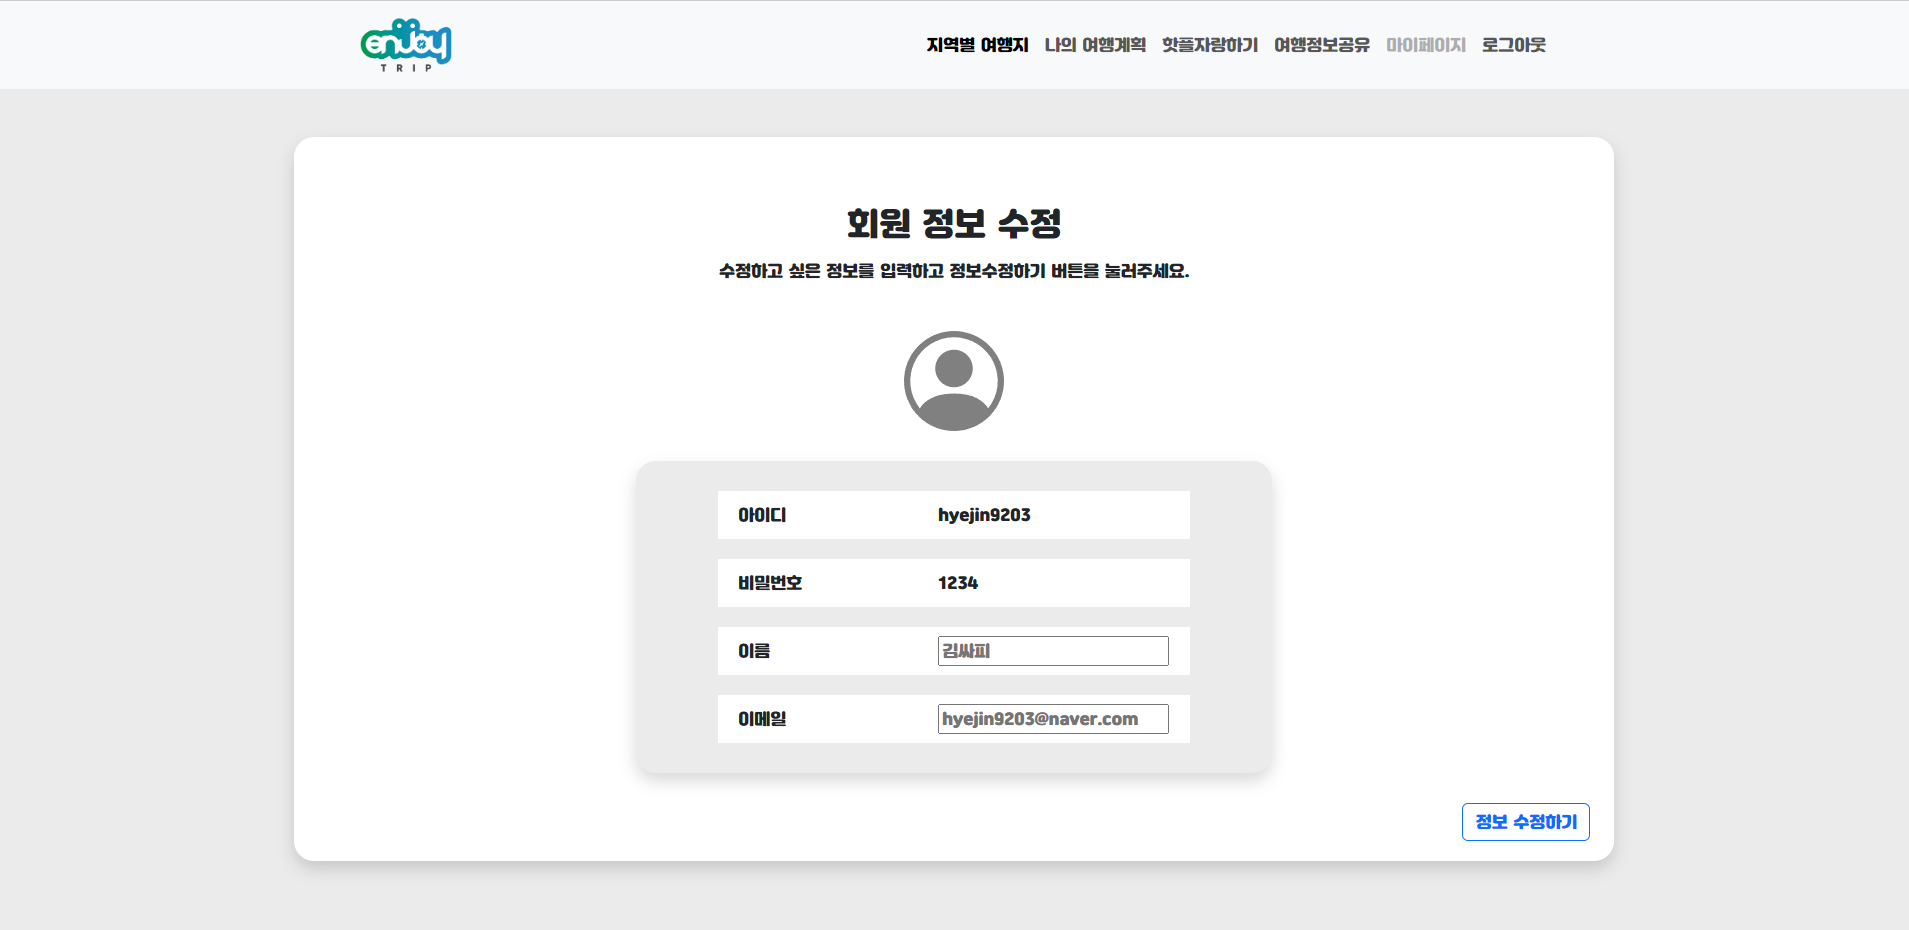 enjoy
TRIP
지역별 여행지 나의 여행계획 핫플자랑하기 여행정보공유 마이페이지 로그아웃
회원 정보 수정
수정하고 싶은 정보를 입력하고 정보수정하기 버튼을 눌러주세요.
아이디 hyejin9203
비밀번호 1234
이름 김싸피
이메일 hyejin9203@naver.com
정보 수정하기